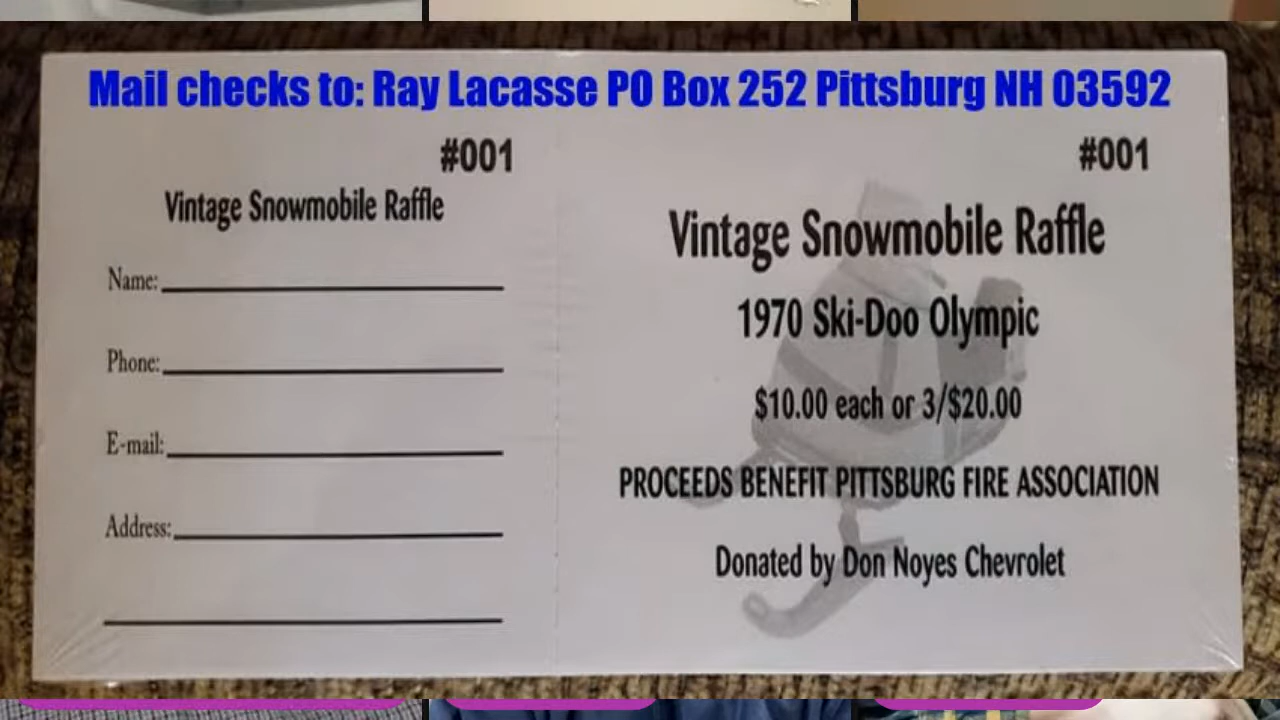 Mail checks to: Ray Lacasse PO Box 252 Pittsburg NH 03592
#001
Vintage Snowmobile Raffle
Name:
Phone:
E-mail:
Address:
#001
Vintage Snowmobile Raffle
1970 Ski-Doo Olympic
$10.00 each or 3/$20.00
PROCEEDS BENEFIT PITTSBURG FIRE ASSOCIATION
Donated by Don Noyes Chevrolet